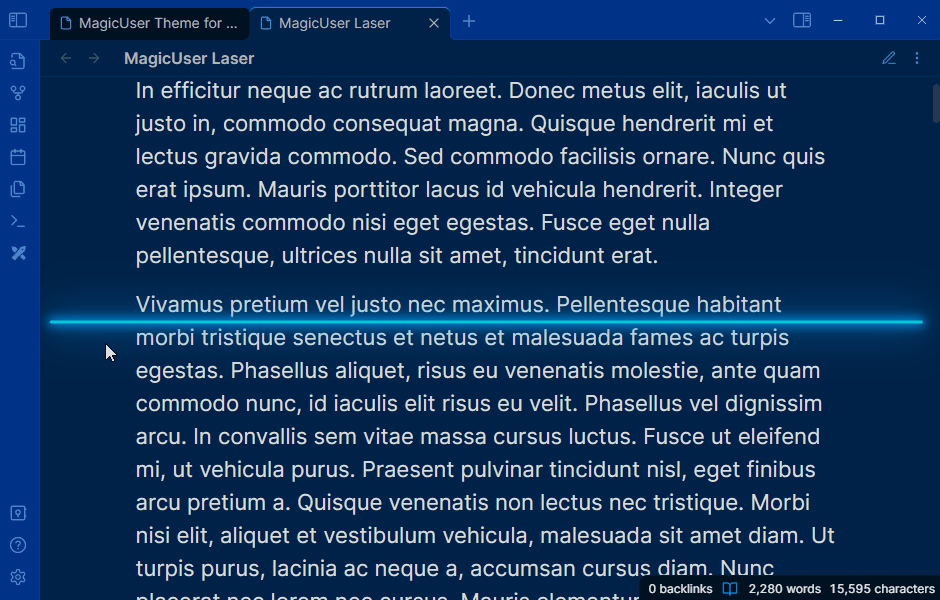 MagicUser Theme for ...
MagicUser Laser
MagicUser Laser
In efficitur neque ac rutrum laoreet. Donec metus elit, iaculis ut
justo in, commodo consequat magna. Quisque hendrerit mi et
lectus gravida commodo. Sed commodo facilisis ornare. Nunc quis
erat ipsum. Mauris porttitor lacus id vehicula hendrerit. Integer
venenatis commodo nisi eget egestas. Fusce eget nulla
pellentesque, ultrices nulla sit amet, tincidunt erat.
Vivamus pretium vel justo nec maximus. Pellentesque habitant
morbi tristique senectus et netus et malesuada fames ac turpis
egestas. Phasellus aliquet, risus eu venenatis molestie, ante quam
commodo nunc, id iaculis elit risus eu velit. Phasellus vel dignissim
arcu. In convallis sem vitae massa cursus luctus. Fusce ut eleifend
mi, ut vehicula purus. Praesent pulvinar tincidunt nisl, eget finibus
arcu pretium a. Quisque venenatis non lectus nec tristique. Morbi
nisi elit, aliquet et vestibulum vehicula, malesuada sit amet diam. Ut
turpis purus, lacinia ac neque a, accumsan cursus diam. Nunc
placerat nec lorem nec cursus. Mauris elementum
0 backlinks 2,280 words 15,595 characters